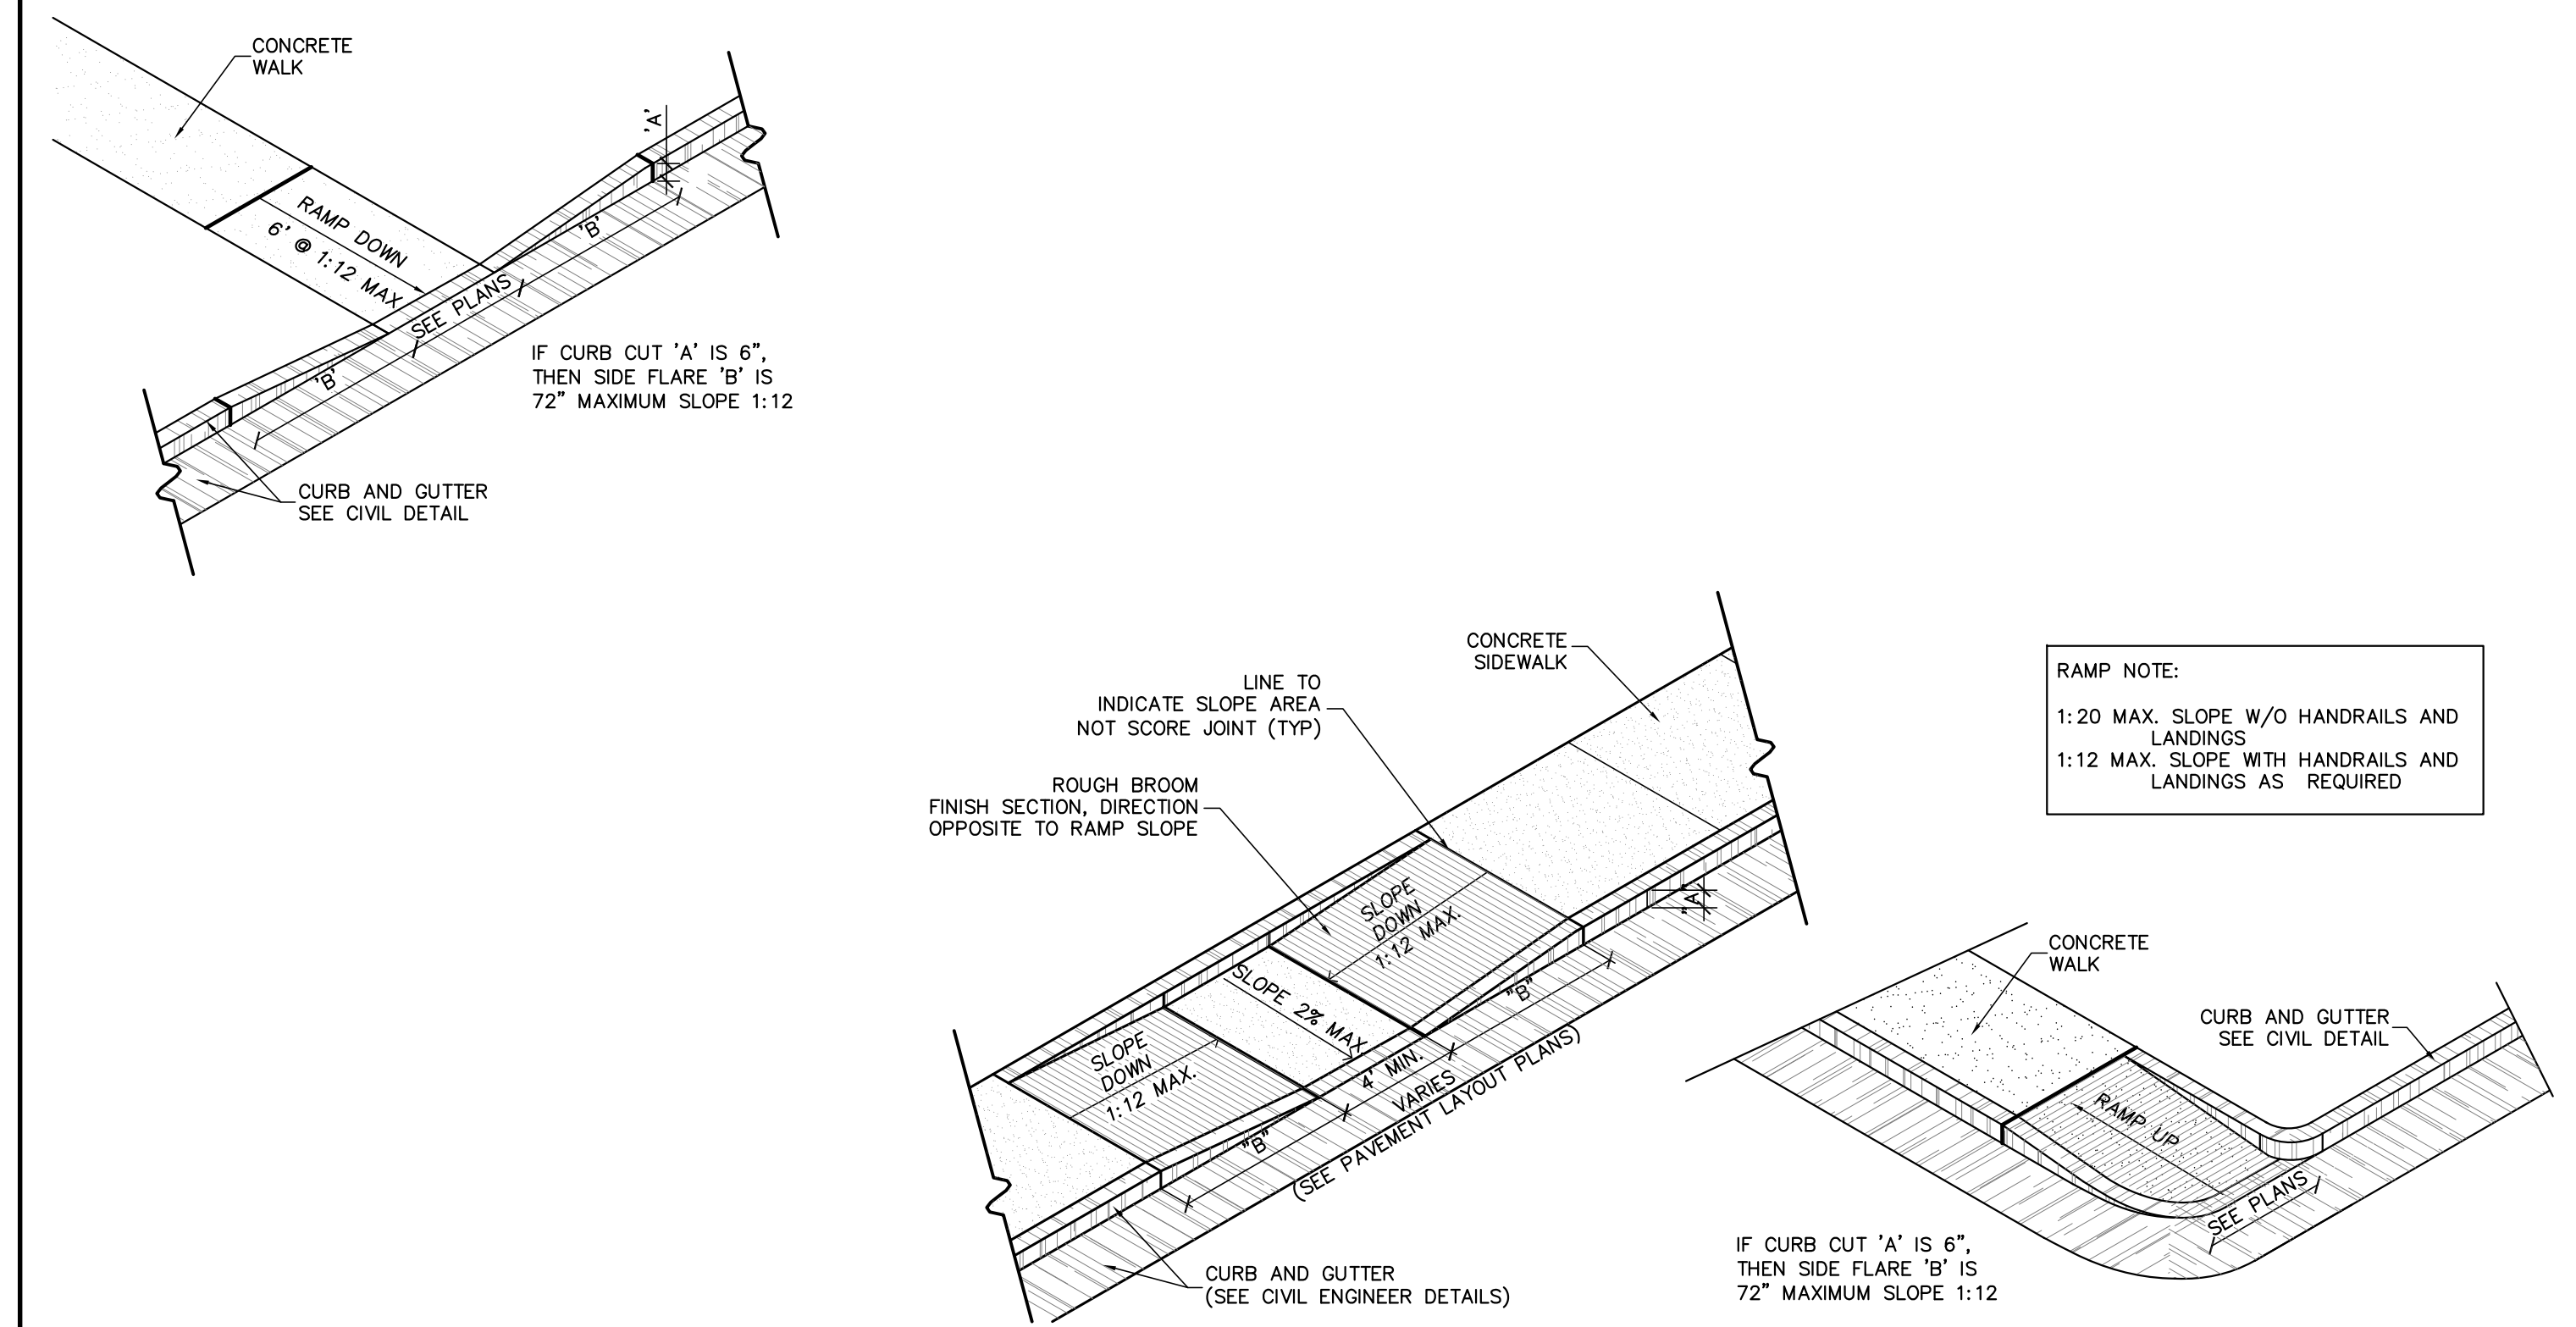 CONCRETE
WALK
'A'
RAMP DOWN
6' @ 1:12 MAX
'B'
SEE PLANS
'B'
IF CURB CUT 'A' IS 6",
THEN SIDE FLARE 'B' IS
72" MAXIMUM SLOPE 1:12
CURB AND GUTTER
SEE CIVIL DETAIL
CONCRETE
SIDEWALK
LINE TO
INDICATE SLOPE AREA
NOT SCORE JOINT (TYP)
ROUGH BROOM
FINISH SECTION, DIRECTION
OPPOSITE TO RAMP SLOPE
SLOPE
DOWN
1:12 MAX.
"A"
SLOPE 2% MAX.
"B"
SLOPE
DOWN
1:12 MAX.
4' MIN.
VARIES
(SEE PAVEMENT LAYOUT PLANS)
"B"
CURB AND GUTTER
(SEE CIVIL ENGINEER DETAILS)
RAMP NOTE:
1:20 MAX. SLOPE W/O HANDRAILS AND
LANDINGS
1:12 MAX. SLOPE WITH HANDRAILS AND
LANDINGS AS REQUIRED
CONCRETE
WALK
CURB AND GUTTER
SEE CIVIL DETAIL
RAMP UP
SEE PLANS
IF CURB CUT 'A' IS 6",
THEN SIDE FLARE 'B' IS
72" MAXIMUM SLOPE 1:12